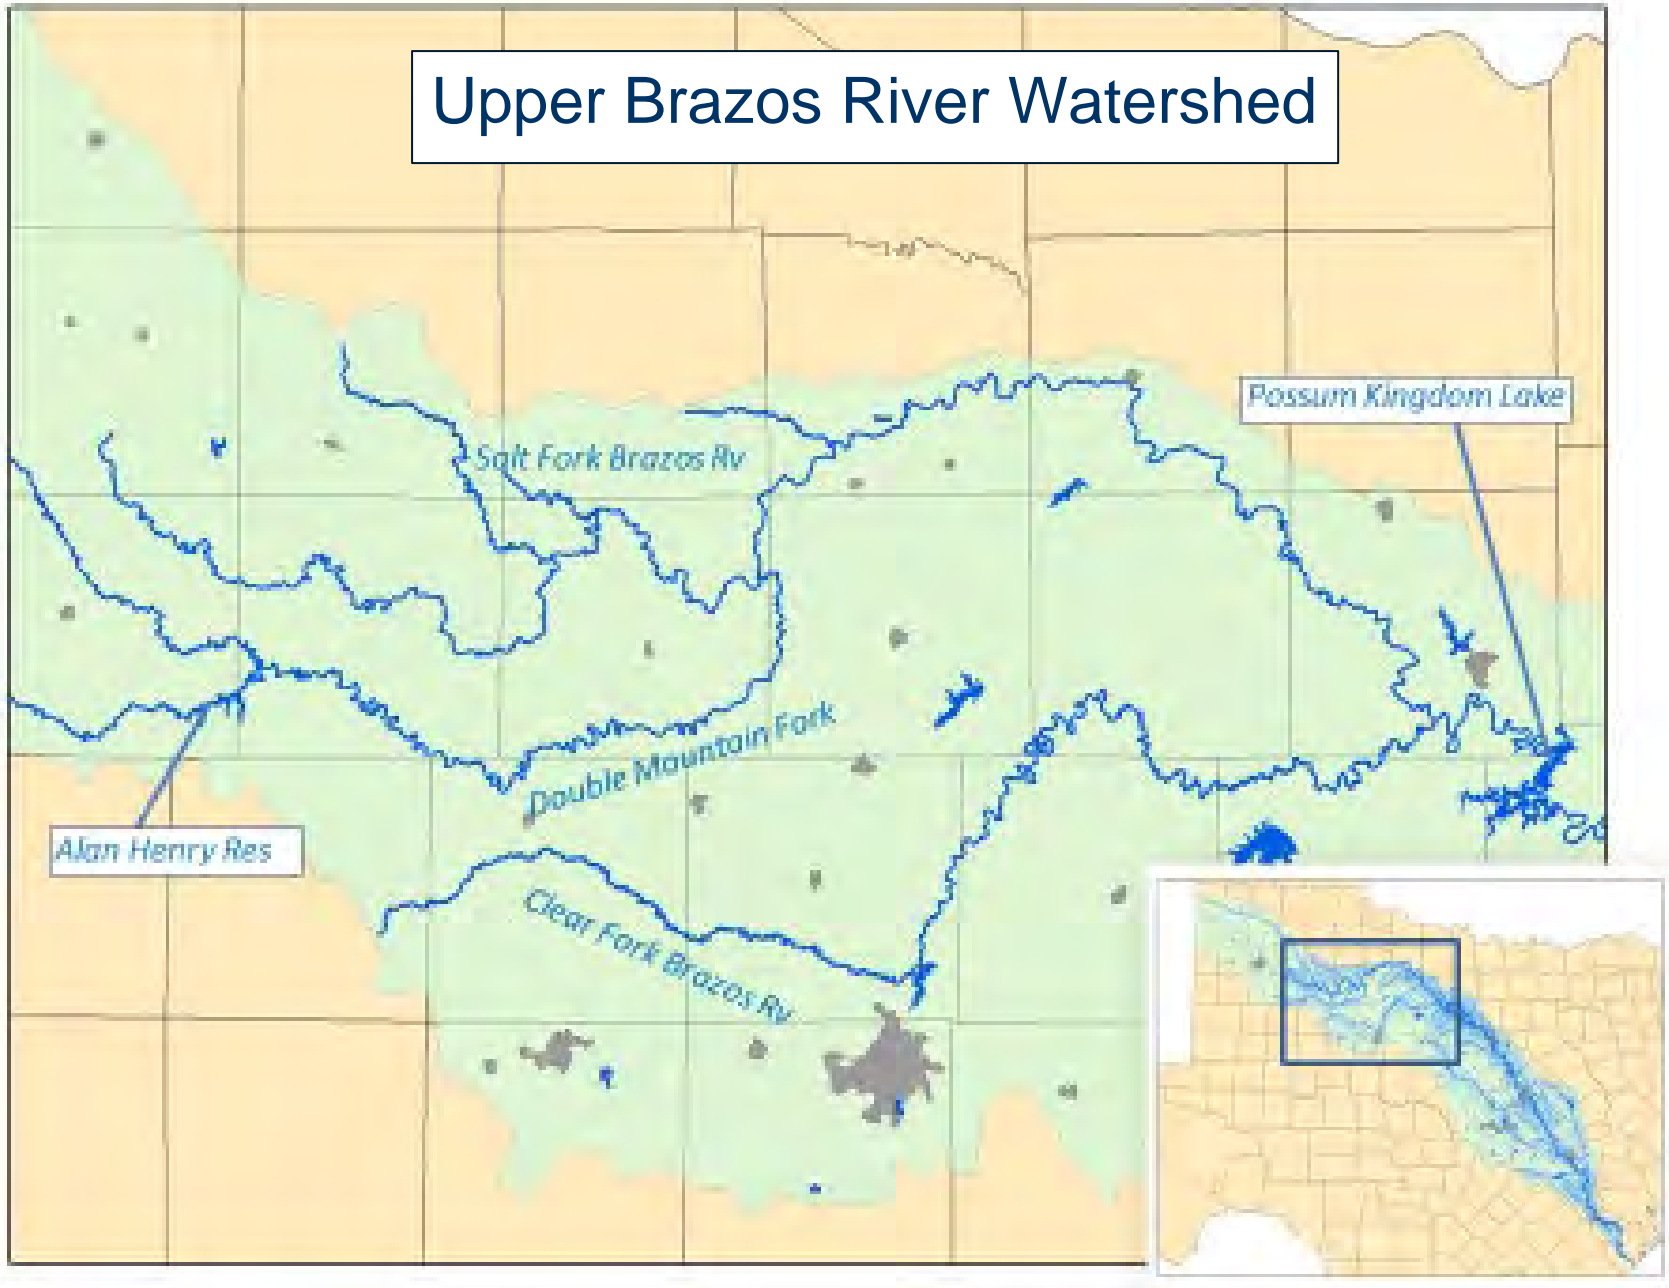 Upper Brazos River Watershed
Possum Kingdom Lake
Salt Fork Brazos Rv
Double Mountain Fork
Alan Henry Res
Clear Fork Brazos Rv